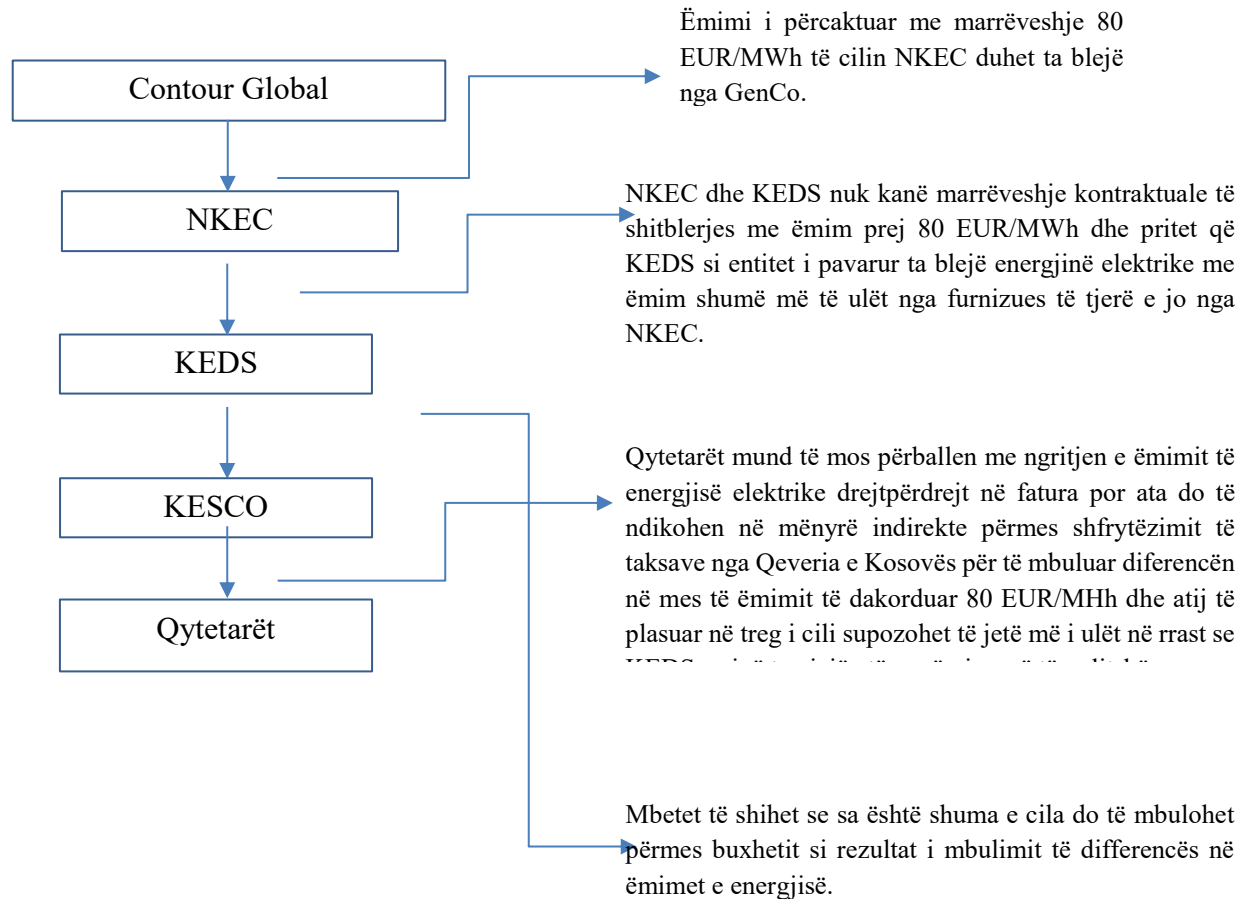 Ëmimi i përcaktuar me marrëveshje 80
EUR/MWh të cilin NKEC duhet ta blejë
nga GenCo.
Contour Global
NKEC
NKEC dhe KEDS nuk kanë marrëveshje kontraktuale të
shitblerjes me ëmim prej 80 EUR/MWh dhe pritet që
KEDS si entitet i pavarur ta blejë energjinë elektrike me
ëmim shumë më të ulët nga furnizues të tjerë e jo nga
NKEC.
KEDS
KESCO
Qytetarët
Qytetarët mund të mos përballen me ngritjen e ëmimit të
energjisë elektrike drejtpërdrejt në fatura por ata do të
ndikohen në mënyrë indirekte përmes shfrytëzimit të
taksave nga Qeveria e Kosovës për të mbuluar diferencën
në mes të ëmimit të dakorduar 80 EUR/MHh dhe atij të
plasuar në treg i cili supozohet të jetë më i ulët në rrast se
Mbetet të shihet se sa është shuma e cila do të mbulohet
përmes buxhetit si rezultat i mbulimit të differencës në
ëmimet e energjisë.